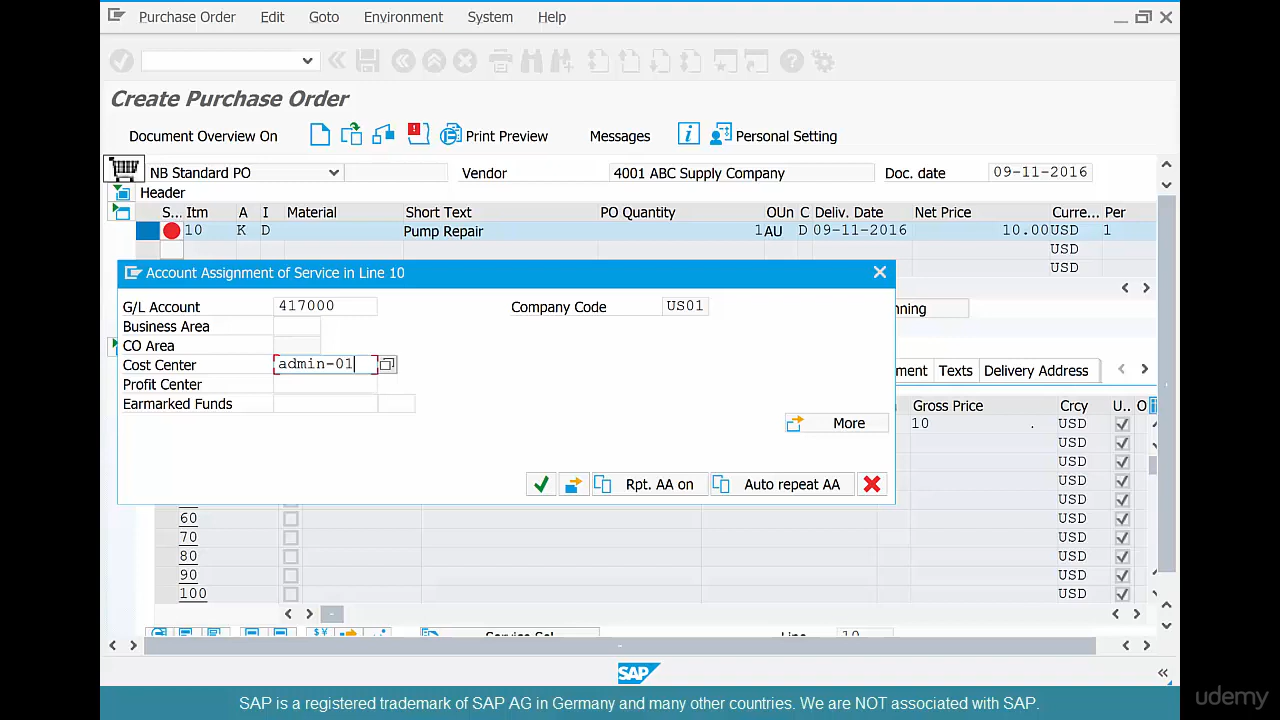 Purchase Order Edit Goto Environment System Help
Create Purchase Order
Document Overview On Print Preview Messages Personal Setting
NB Standard PO Vendor 4001 ABC Supply Company Doc. date 09-11-2016
Header
S... Itm A I Material Short Text PO Quantity OUn C Deliv. Date Net Price Curre... Per
10 K D Pump Repair 1 AU D 09-11-2016 10.00 USD 1
USD
USD
Account Assignment of Service in Line 10
G/L Account 417000 Company Code US01
Business Area
CO Area
Cost Center admin-01
Profit Center
Earmarked Funds
More
Rpt. AA on Auto repeat AA
Texts Delivery Address
Gross Price Crcy U.. O
10 . USD
USD
USD
USD
USD
60 USD
70 USD
80 USD
90 USD
100 USD
Line 10
SAP
SAP is a registered trademark of SAP AG in Germany and many other countries. We are NOT associated with SAP.
udemy